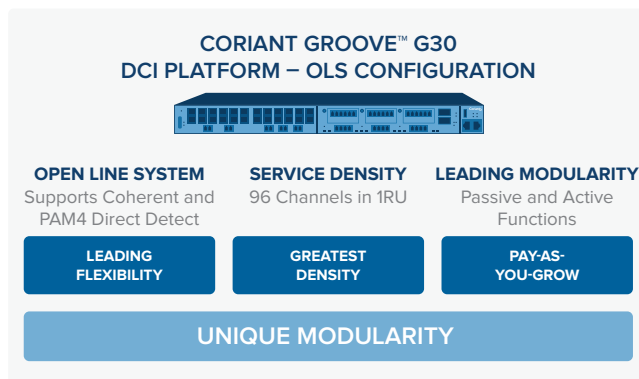 CORIANT GROOVE™ G30
DCI PLATFORM – OLS CONFIGURATION
OPEN LINE SYSTEM
Supports Coherent and
PAM4 Direct Detect
SERVICE DENSITY
96 Channels in 1RU
LEADING MODULARITY
Passive and Active
Functions
LEADING
FLEXIBILITY
GREATEST
DENSITY
PAY-AS-
YOU-GROW
UNIQUE MODULARITY